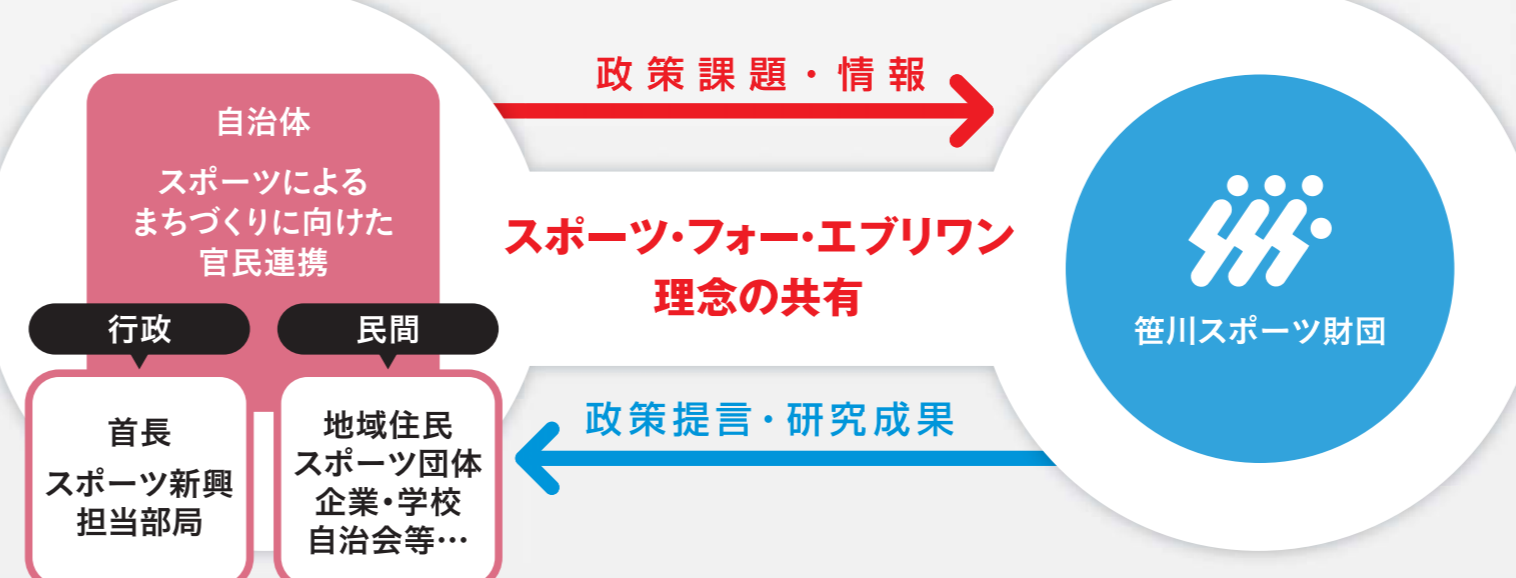 自治体
スポーツによる
まちづくりに向けた
官民連携
行政
首長
スポーツ新興
担当部局
民間
地域住民
スポーツ団体
企業・学校
自治会等…
政策課題・情報
スポーツ・フォー・エブリワン
理念の共有
政策提言・研究成果
笹川スポーツ財団